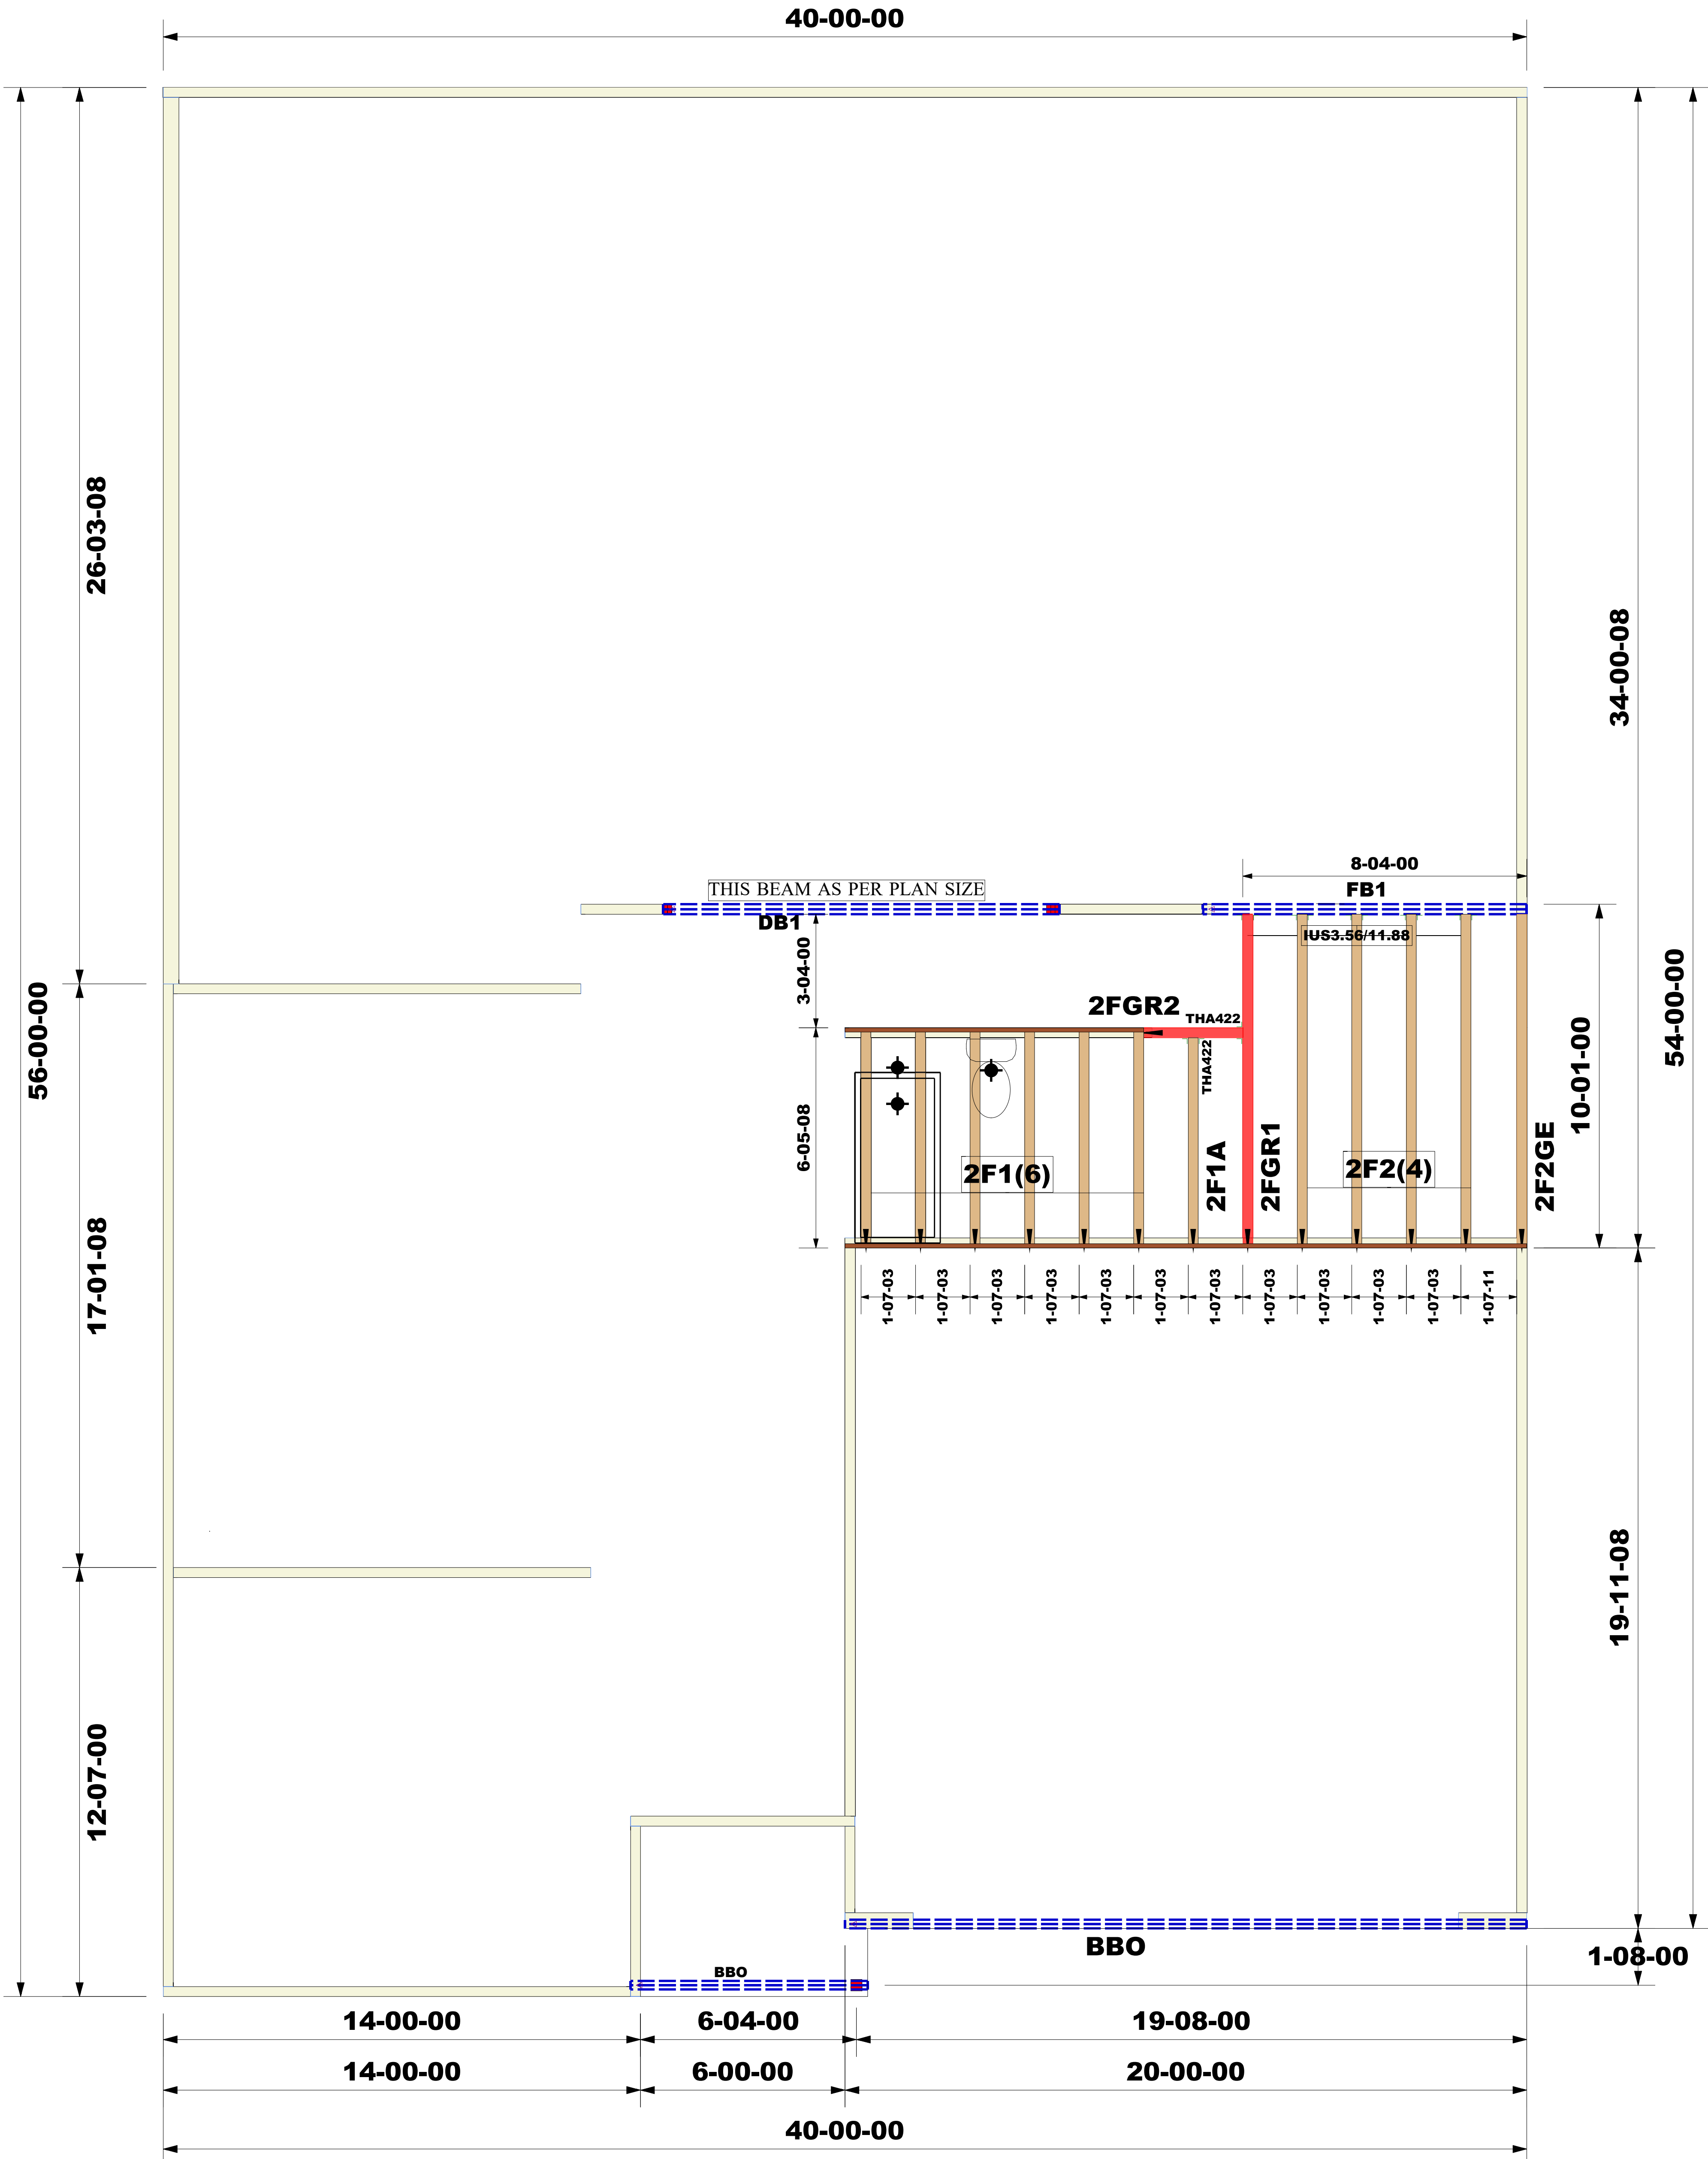 40-00-00
26-03-08
34-00-08
8-04-00
THIS BEAM AS PER PLAN SIZE
FB1
DB1
IUS3.56/11.88
3-04-00
56-00-00
54-00-00
2FGR2
THA422
THA422
10-01-00
6-05-08
2F1(6)
2F1A
2FGR1
2F2(4)
2F2GE
17-01-08
1-07-03
1-07-03
1-07-03
1-07-03
1-07-03
1-07-03
1-07-03
1-07-03
1-07-03
1-07-03
1-07-03
1-07-11
19-11-08
12-07-00
BBO
1-08-00
BBO
14-00-00
6-04-00
19-08-00
14-00-00
6-00-00
20-00-00
40-00-00